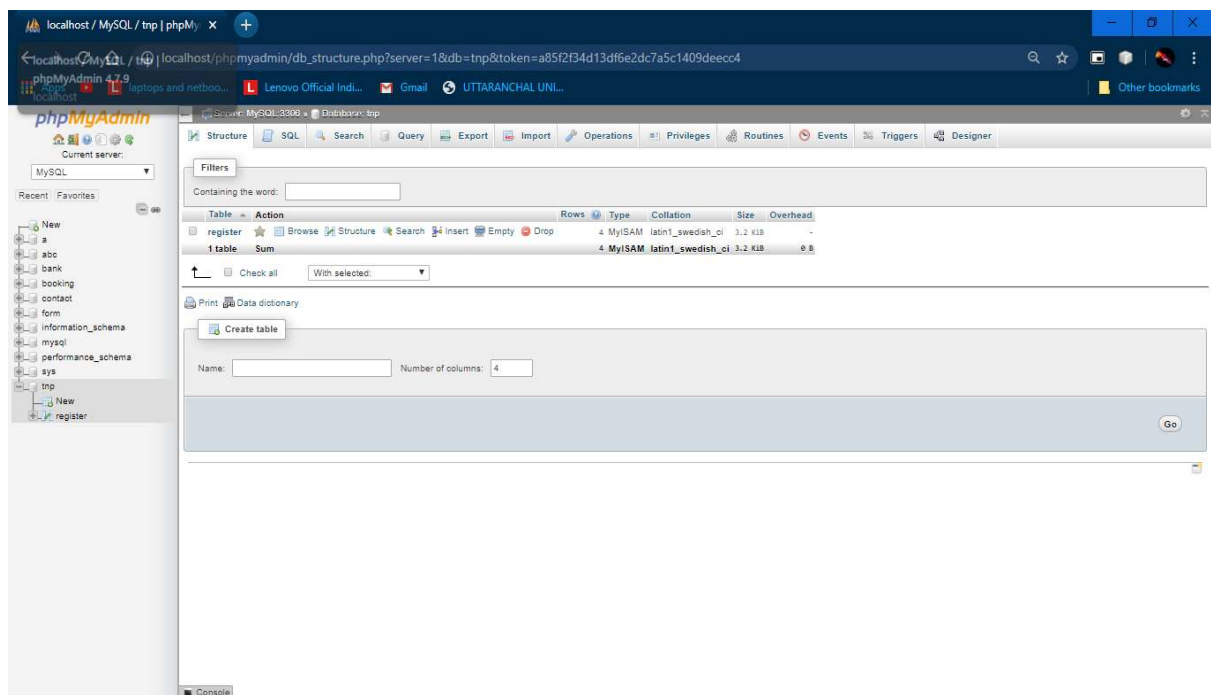 localhost / MySQL / tnp | phpMy
localhost/phpmyadmin/db_structure.php?server=1&db=tnp&token=a85f2f34d13df6e2dc7a5c1409deecc4
localhost / MySQL / tnp |
phpMyAdmin 4.7.9
localhost
Apps
laptops and netboo...
Lenovo Official Indi...
Gmail
UTTARANCHAL UNI...
Other bookmarks
phpMyAdmin
Current server:
MySQL
Recent Favorites
New
a
abc
bank
booking
contact
form
information_schema
mysql
performance_schema
sys
tnp
New
register
Server: MySQL:3306 » Database: tnp
Structure SQL Search Query Export Import Operations Privileges Routines Events Triggers Designer
Filters
Containing the word:
Table Action Rows Type Collation Size Overhead
register Browse Structure Search Insert Empty Drop 4 MyISAM latin1_swedish_ci 3.2 KiB -
1 table Sum 4 MyISAM latin1_swedish_ci 3.2 KiB 0 B
Check all With selected:
Print Data dictionary
Create table
Name: Number of columns: 4
Go
Console